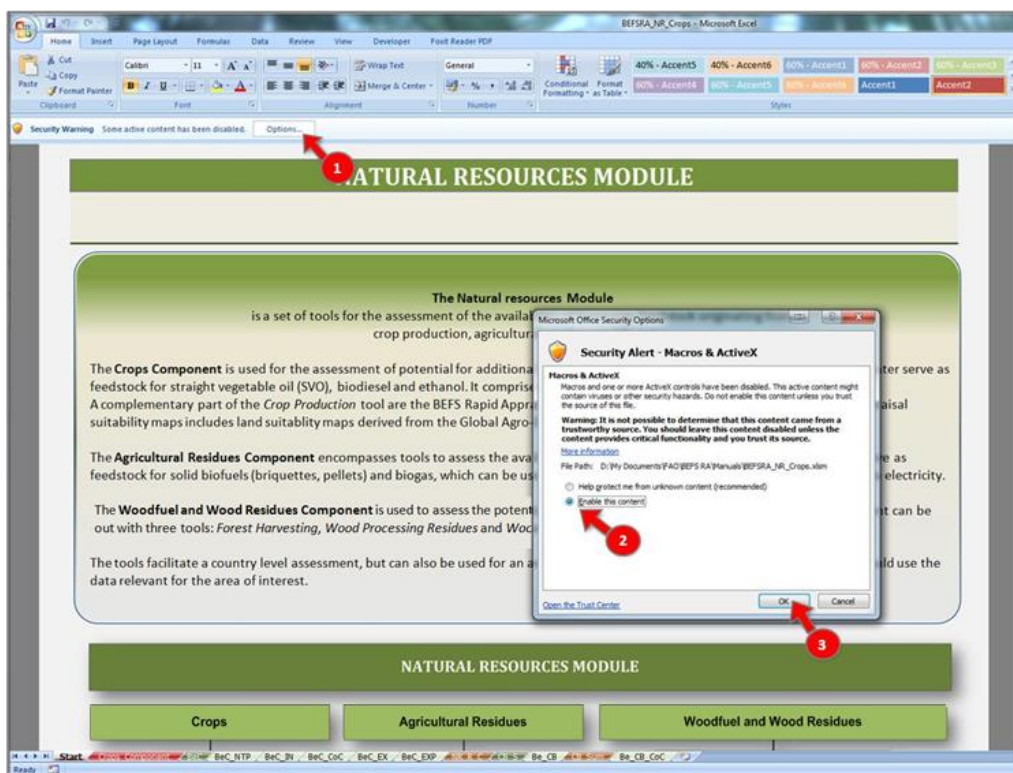 BEFSRA_NR_Crops - Microsoft Excel
Home Insert Page Layout Formulas Data Review View Developer Foxit Reader PDF
Cut
Copy
Format Painter
Paste
Calibri 11
Wrap Text
Merge & Center
General
Conditional Formatting
Format as Table
40% - Accent5 40% - Accent6 60% - Accent1 60% - Accent2 60% - Accent3
60% - Accent4 60% - Accent5 60% - Accent6 Accent1 Accent2
Clipboard Font Alignment Number Styles
Security Warning Some active content has been disabled. Options...
1
NATURAL RESOURCES MODULE
The Natural resources Module
is a set of tools for the assessment of the availa
crop production, agricultura
The Crops Component is used for the assessment of potential for additiona
ter serve as
feedstock for straight vegetable oil (SVO), biodiesel and ethanol. It comprise
A complementary part of the Crop Production tool are the BEFS Rapid Appr
aisal
suitability maps includes land suitablity maps derived from the Global Agro-
The Agricultural Residues Component encompasses tools to assess the ava
re as
feedstock for solid biofuels (briquettes, pellets) and biogas, which can be us
electricity.
The Woodfuel and Wood Residues Component is used to assess the potent
t can be
out with three tools: Forest Harvesting, Wood Processing Residues and Woo
The tools facilitate a country level assessment, but can also be used for an a
ld use the
data relevant for the area of interest.
Microsoft Office Security Options
Security Alert - Macros & ActiveX
Macros & ActiveX
Macros and one or more ActiveX controls have been disabled. This active content might
contain viruses or other security hazards. Do not enable this content unless you trust
the source of this file.
Warning: It is not possible to determine that this content came from a
trustworthy source. You should leave this content disabled unless the
content provides critical functionality and you trust its source.
More information
File Path: D:\My Documents\FAO\BEFS RA\Manuals\BEFSRA_NR_Crops.xlsm
Help protect me from unknown content (recommended)
Enable this content
2
Open the Trust Center
OK Cancel
3
NATURAL RESOURCES MODULE
Crops Agricultural Residues Woodfuel and Wood Residues
Start Crops Component BeC_NTP BeC_IN BeC_CoC BeC_EX BeC_EXP Be_CB Be_CB_CoC
Ready